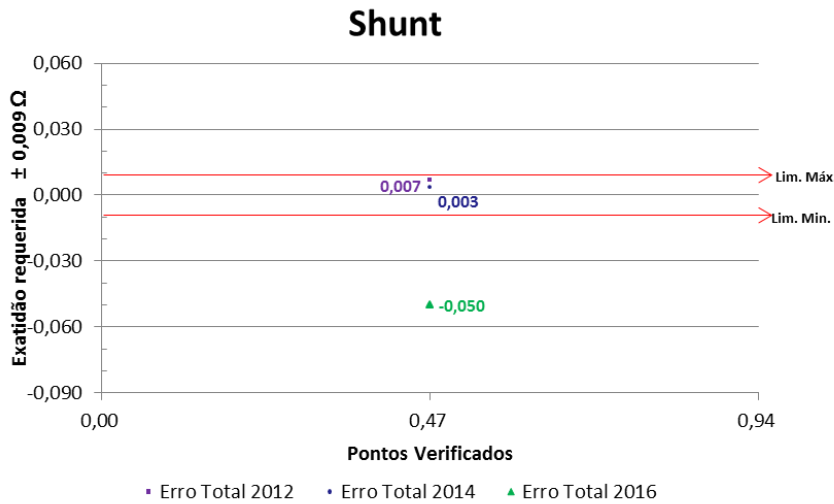 Shunt
Exatidão requerida ± 0,009 Ω
0,060
0,030
0,000
-0,030
-0,060
-0,090
Lim. Máx
0,007
0,003
Lim. Min.
-0,050
0,00
0,47
0,94
Pontos Verificados
Erro Total 2012
Erro Total 2014
Erro Total 2016